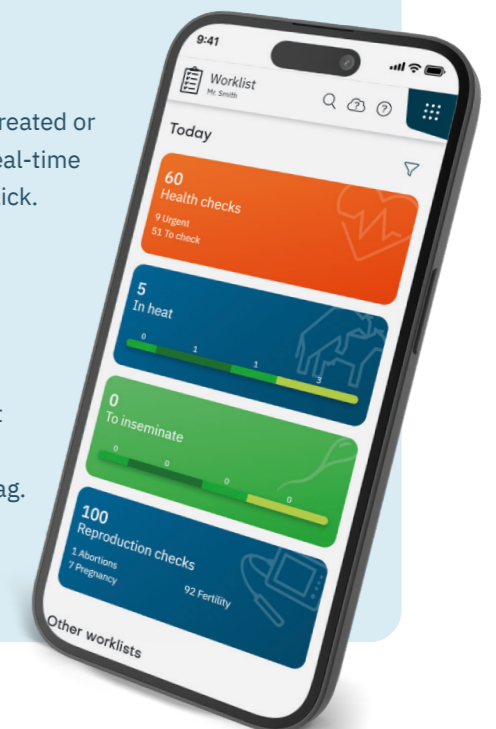 reated or
eal-time
ick.
ag.
9:41
Worklist
Mr. Smith
Today
60
Health checks
9 Urgent
51 To check
5
In heat
0 1 1 3
0
To inseminate
0 0 0 0
100
Reproduction checks
1 Abortions
7 Pregnancy 92 Fertility
Other worklists